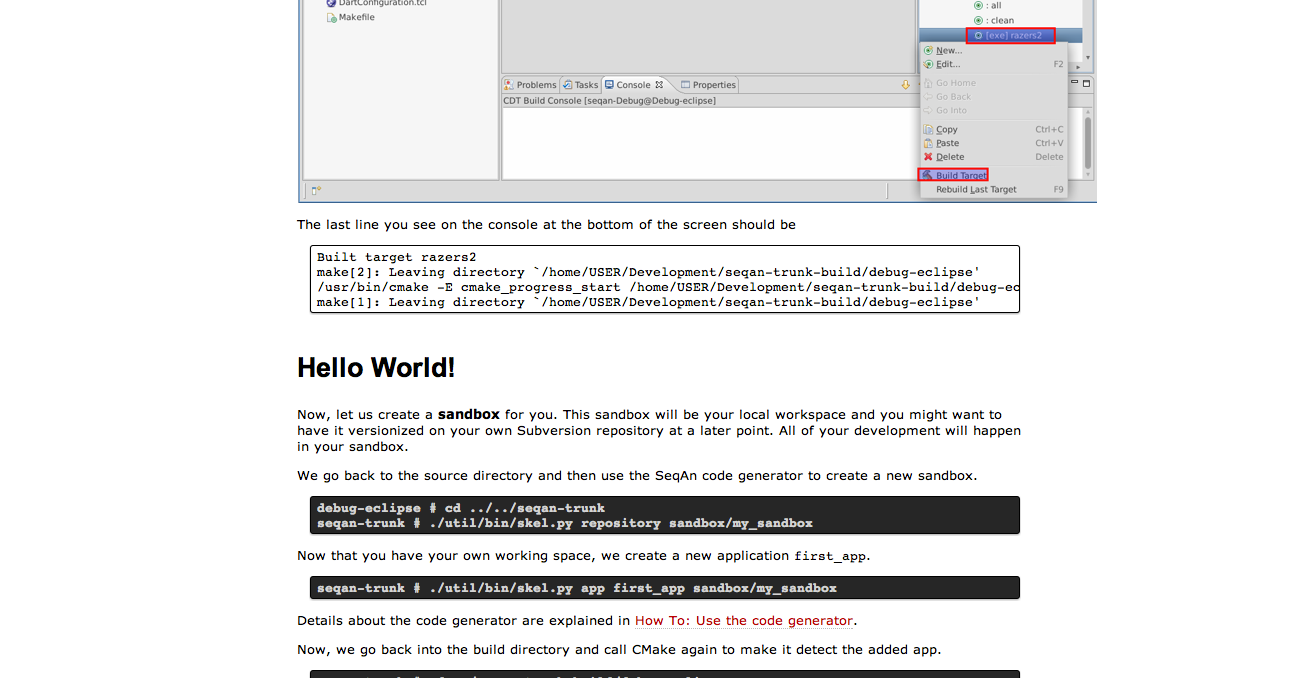 DartConfiguration.tcl
Makefile
: all
: clean
[exe] razers2
New...
Edit... F2
Go Home
Go Back
Go Into
Copy Ctrl+C
Paste Ctrl+V
Delete Delete
Build Target
Rebuild Last Target F9
Problems Tasks Console Properties
CDT Build Console [seqan-Debug@Debug-eclipse]
The last line you see on the console at the bottom of the screen should be
Built target razers2
make[2]: Leaving directory `/home/USER/Development/seqan-trunk-build/debug-eclipse'
/usr/bin/cmake -E cmake_progress_start /home/USER/Development/seqan-trunk-build/debug-ec
make[1]: Leaving directory `/home/USER/Development/seqan-trunk-build/debug-eclipse'
Hello World!
Now, let us create a sandbox for you. This sandbox will be your local workspace and you might want to
have it versionized on your own Subversion repository at a later point. All of your development will happen
in your sandbox.
We go back to the source directory and then use the SeqAn code generator to create a new sandbox.
debug-eclipse # cd ../../seqan-trunk
seqan-trunk # ./util/bin/skel.py repository sandbox/my_sandbox
Now that you have your own working space, we create a new application first_app.
seqan-trunk # ./util/bin/skel.py app first_app sandbox/my_sandbox
Details about the code generator are explained in How To: Use the code generator.
Now, we go back into the build directory and call CMake again to make it detect the added app.